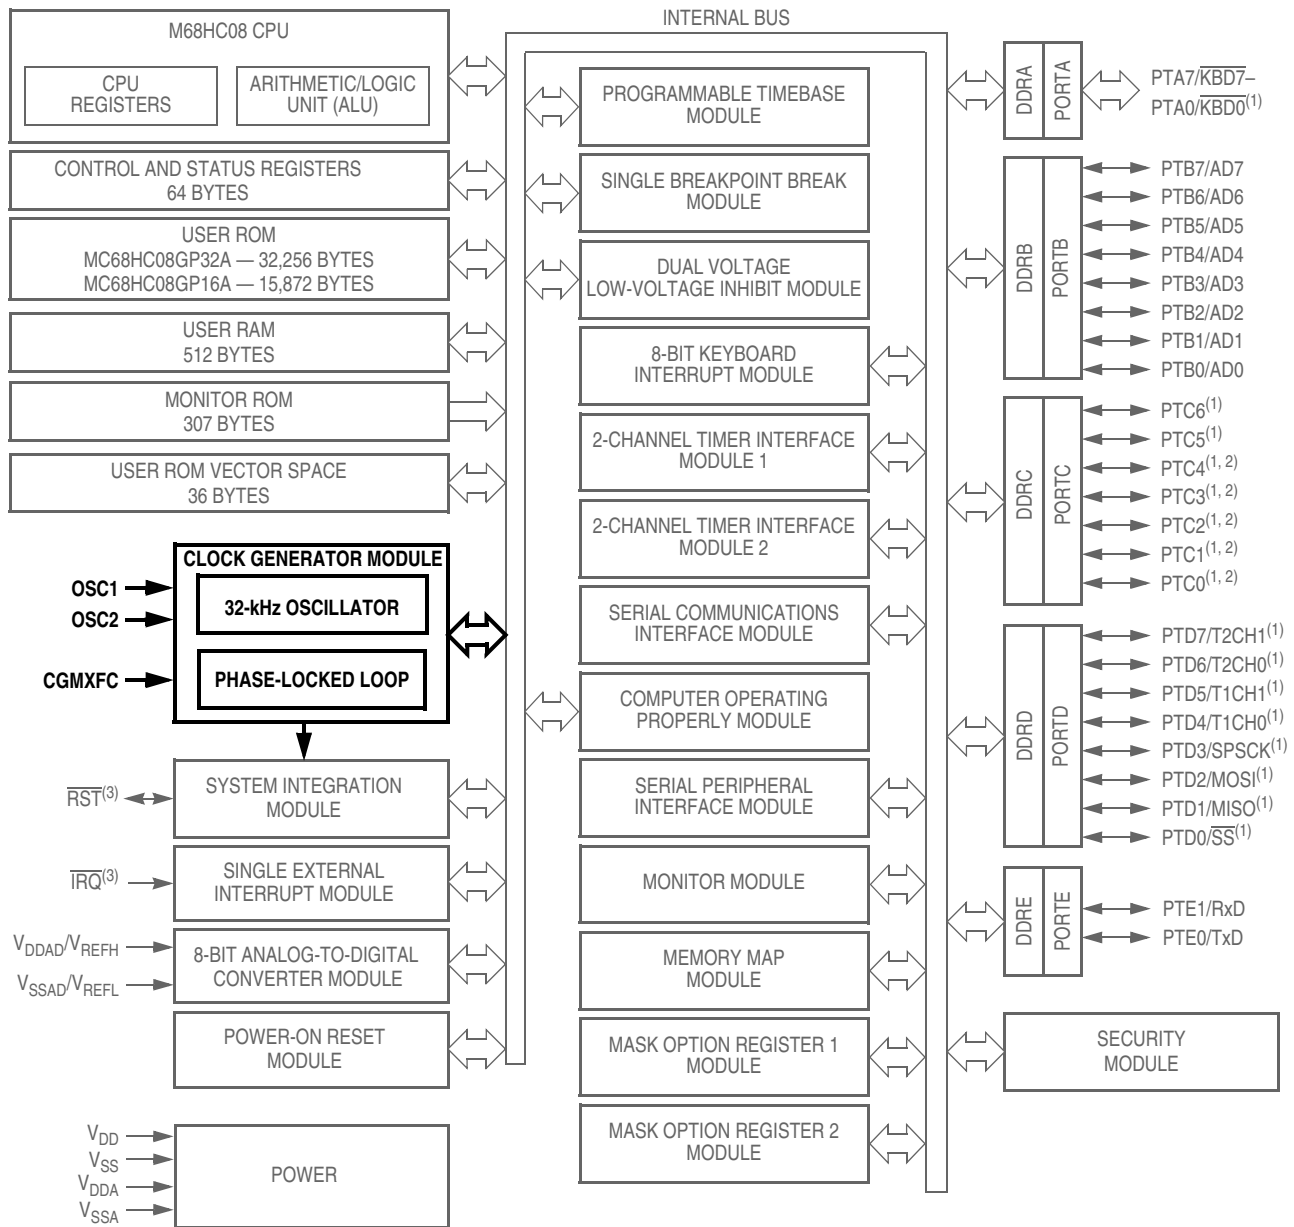 INTERNAL BUS
M68HC08 CPU
CPU
REGISTERS
ARITHMETIC/LOGIC
UNIT (ALU)
CONTROL AND STATUS REGISTERS
64 BYTES
USER ROM
MC68HC08GP32A — 32,256 BYTES
MC68HC08GP16A — 15,872 BYTES
USER RAM
512 BYTES
MONITOR ROM
307 BYTES
USER ROM VECTOR SPACE
36 BYTES
CLOCK GENERATOR MODULE
OSC1
OSC2
32-kHz OSCILLATOR
CGMXFC
PHASE-LOCKED LOOP
RST(3)
SYSTEM INTEGRATION
MODULE
IRQ(3)
SINGLE EXTERNAL
INTERRUPT MODULE
VDDAD/VREFH
VSSAD/VREFL
8-BIT ANALOG-TO-DIGITAL
CONVERTER MODULE
POWER-ON RESET
MODULE
VDD
VSS
VDDA
VSSA
POWER
PROGRAMMABLE TIMEBASE
MODULE
SINGLE BREAKPOINT BREAK
MODULE
DUAL VOLTAGE
LOW-VOLTAGE INHIBIT MODULE
8-BIT KEYBOARD
INTERRUPT MODULE
2-CHANNEL TIMER INTERFACE
MODULE 1
2-CHANNEL TIMER INTERFACE
MODULE 2
SERIAL COMMUNICATIONS
INTERFACE MODULE
COMPUTER OPERATING
PROPERLY MODULE
SERIAL PERIPHERAL
INTERFACE MODULE
MONITOR MODULE
MEMORY MAP
MODULE
MASK OPTION REGISTER 1
MODULE
MASK OPTION REGISTER 2
MODULE
DDRA
PORTA
PTA7/KBD7–
PTA0/KBD0(1)
DDRB
PORTB
PTB7/AD7
PTB6/AD6
PTB5/AD5
PTB4/AD4
PTB3/AD3
PTB2/AD2
PTB1/AD1
PTB0/AD0
DDRC
PORTC
PTC6(1)
PTC5(1)
PTC4(1, 2)
PTC3(1, 2)
PTC2(1, 2)
PTC1(1, 2)
PTC0(1, 2)
DDRD
PORTD
PTD7/T2CH1(1)
PTD6/T2CH0(1)
PTD5/T1CH1(1)
PTD4/T1CH0(1)
PTD3/SPSCK(1)
PTD2/MOSI(1)
PTD1/MISO(1)
PTD0/SS(1)
DDRE
PORTE
PTE1/RxD
PTE0/TxD
SECURITY
MODULE